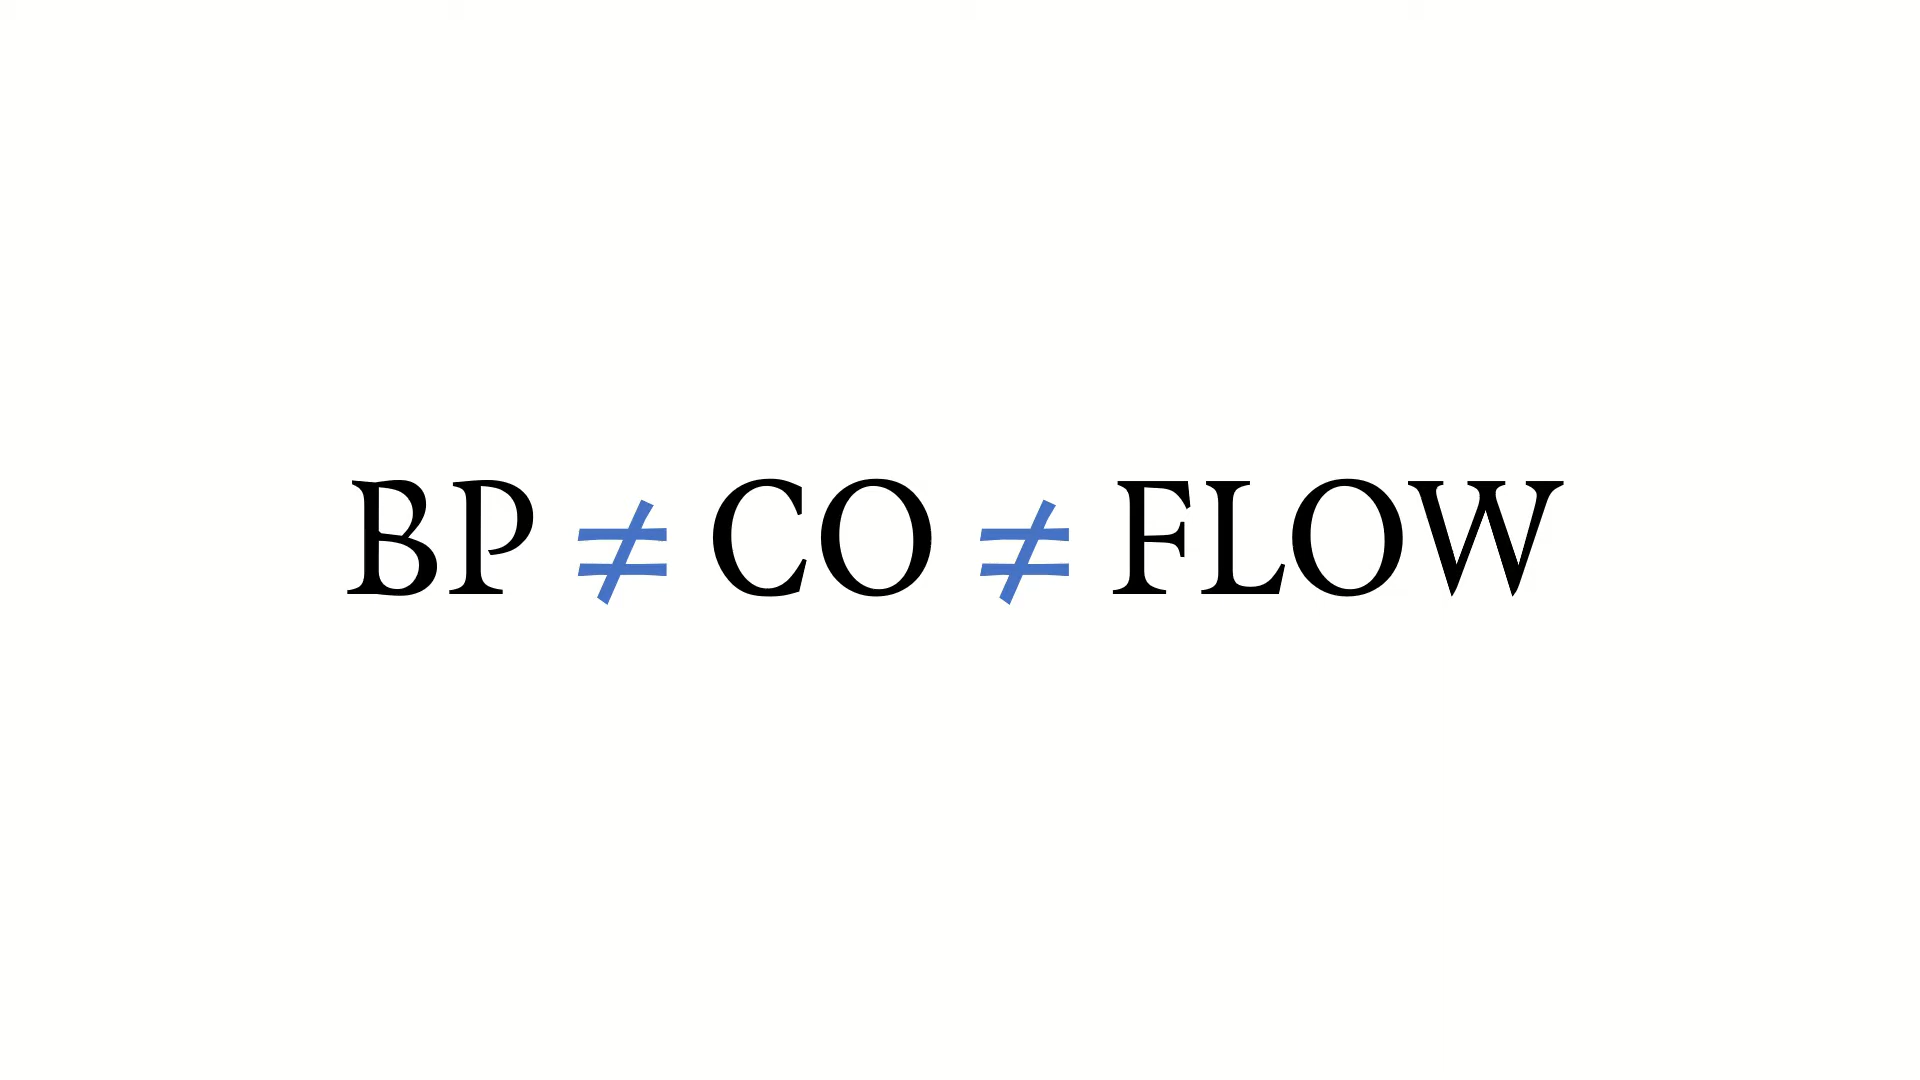 BP ≠ CO ≠ FLOW